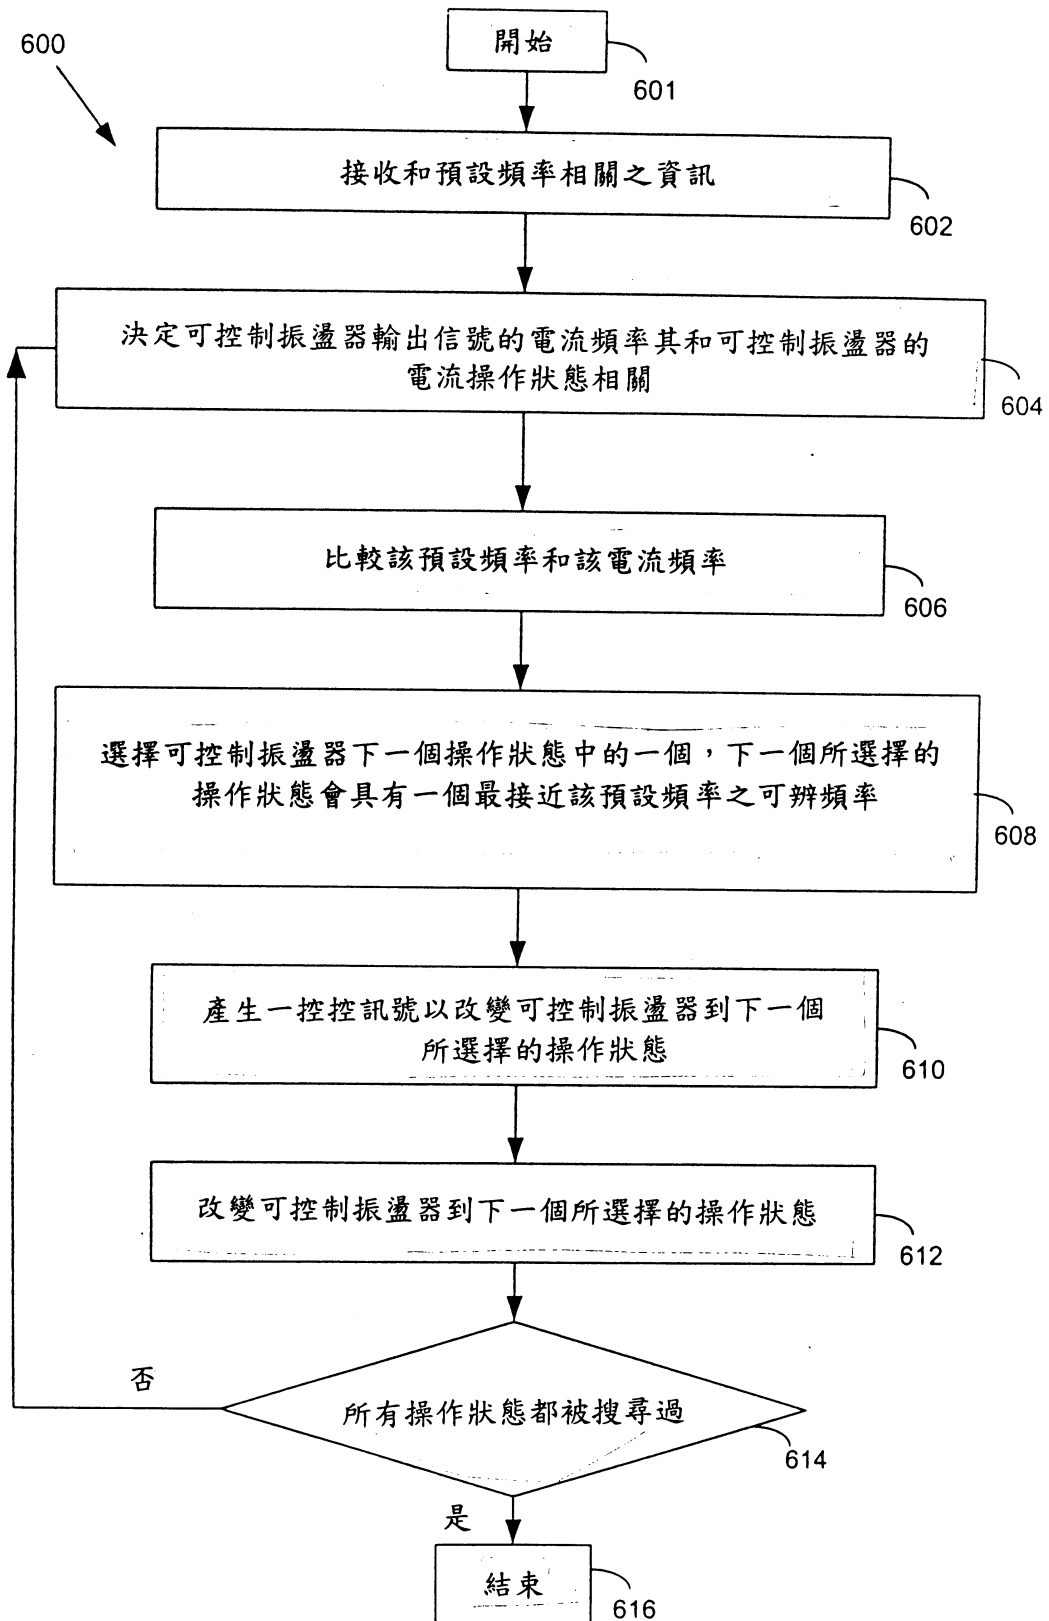 600
開始
601
接收和預設頻率相關之資訊
602
決定可控制振盪器輸出信號的電流頻率其和可控制振盪器的
電流操作狀態相關
604
比較該預設頻率和該電流頻率
606
選擇可控制振盪器下一個操作狀態中的一個，下一個所選擇的
操作狀態會具有一個最接近該預設頻率之可辨頻率
608
產生一控控訊號以改變可控制振盪器到下一個
所選擇的操作狀態
610
改變可控制振盪器到下一個所選擇的操作狀態
612
否
所有操作狀態都被搜尋過
614
是
結束
616